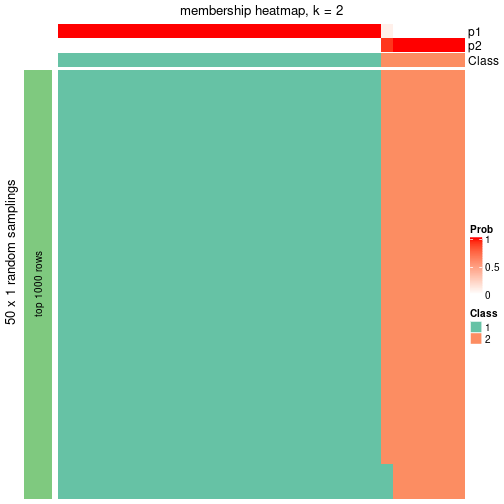 membership heatmap, k = 2
p1
p2
Class
50 x 1 random samplings
top 1000 rows
Prob
1
0.5
0
Class
1
2